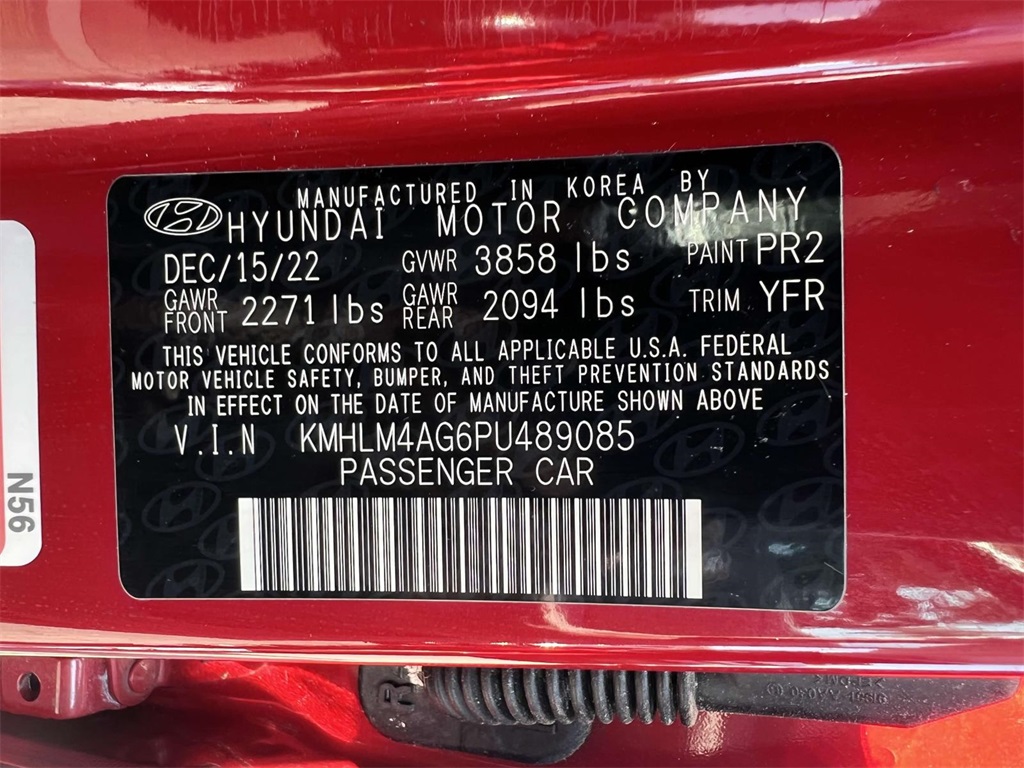 MANUFACTURED IN KOREA BY
HYUNDAI MOTOR COMPANY
DEC/15/22 GVWR 3858 lbs PAINT PR2
GAWR FRONT 2271 lbs GAWR REAR 2094 lbs TRIM YFR
THIS VEHICLE CONFORMS TO ALL APPLICABLE U.S.A. FEDERAL
MOTOR VEHICLE SAFETY, BUMPER, AND THEFT PREVENTION STANDARDS
IN EFFECT ON THE DATE OF MANUFACTURE SHOWN ABOVE
V.I.N KMHLM4AG6PU489085
PASSENGER CAR
N56